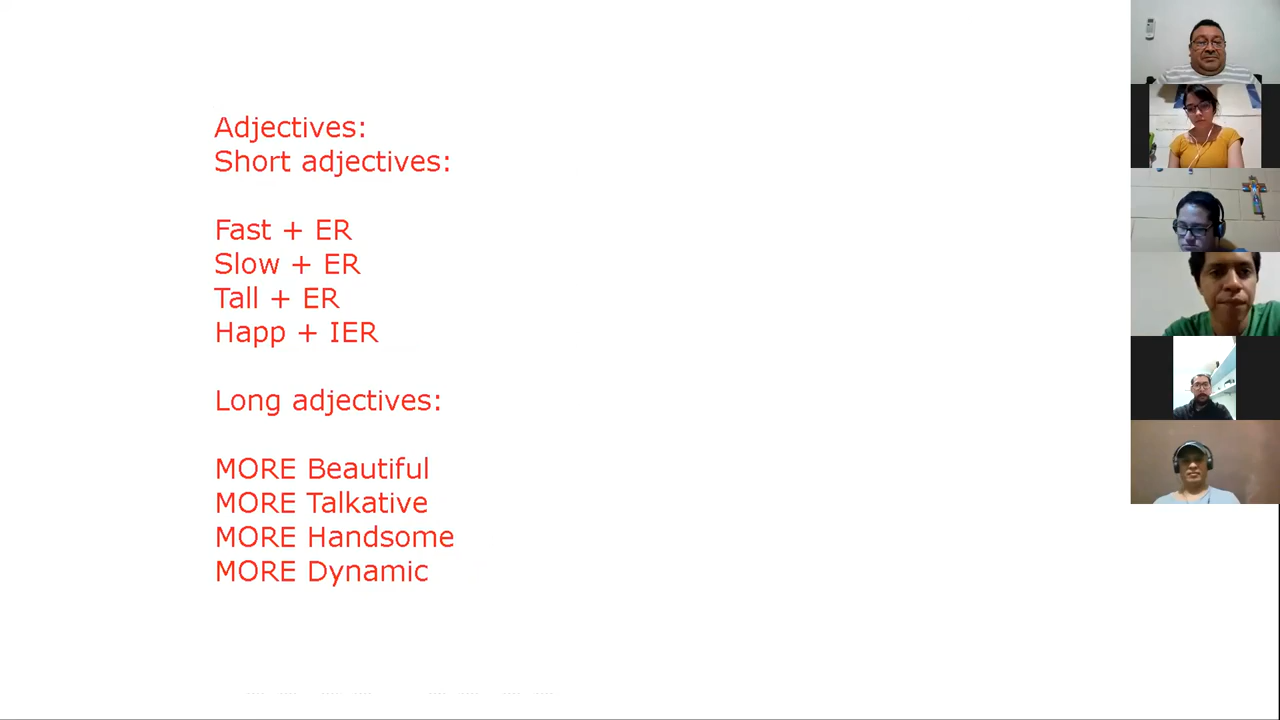 Adjectives:
Short adjectives:
Fast + ER
Slow + ER
Tall + ER
Happ + IER
Long adjectives:
MORE Beautiful
MORE Talkative
MORE Handsome
MORE Dynamic